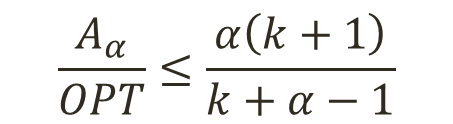 A_α / OPT ≤ α(k + 1) / k + α − 1